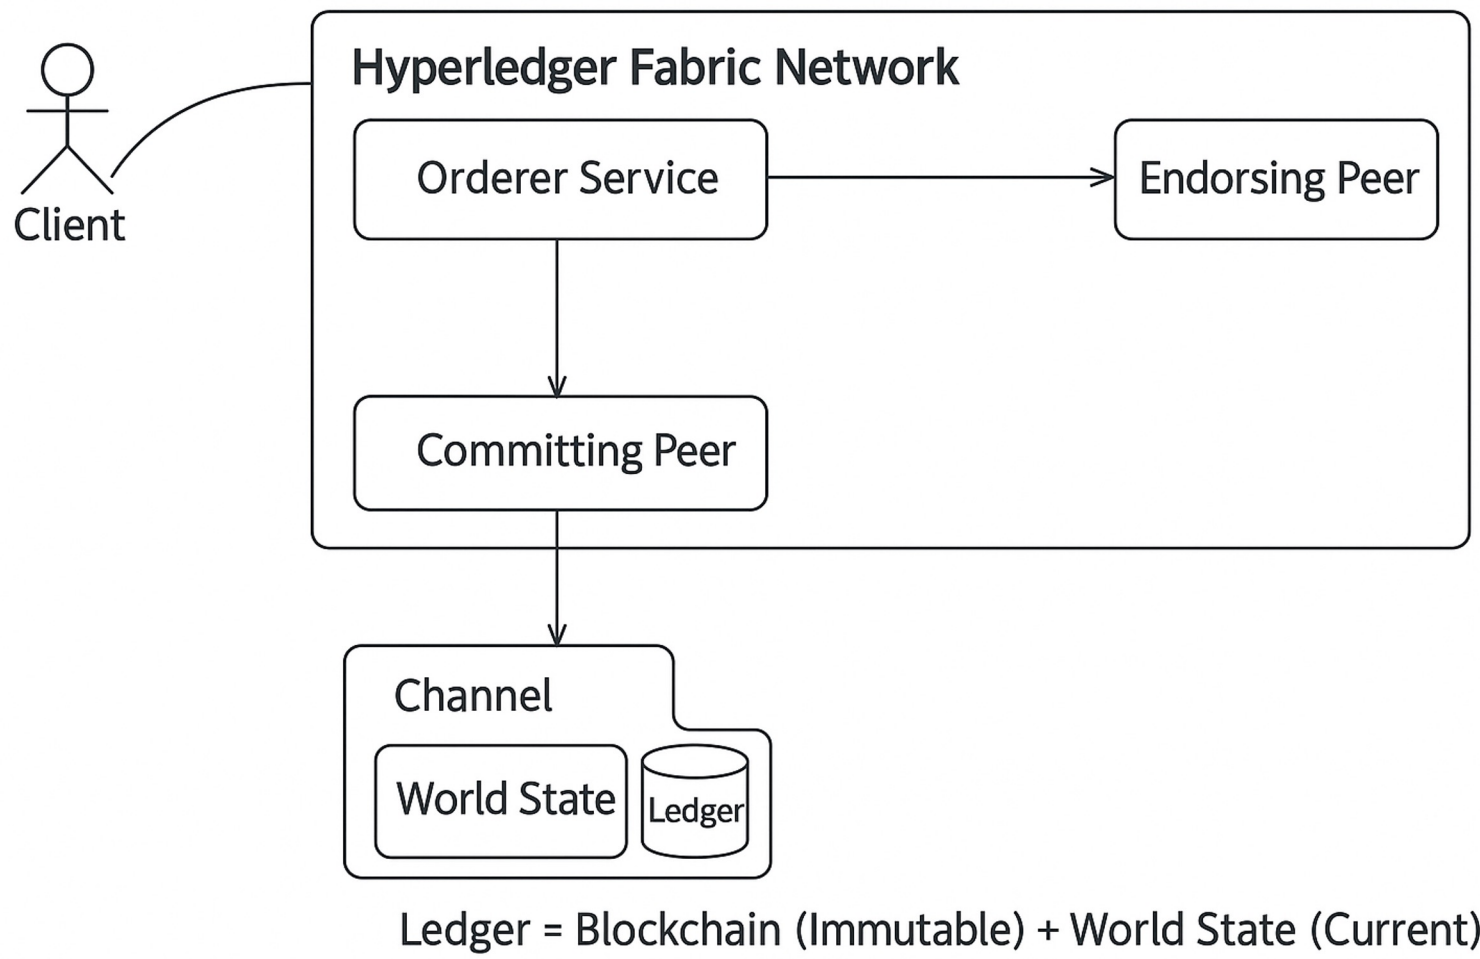 Hyperledger Fabric Network
Orderer Service
Endorsing Peer
Client
Committing Peer
Channel
World State
Ledger
Ledger = Blockchain (Immutable) + World State (Current)